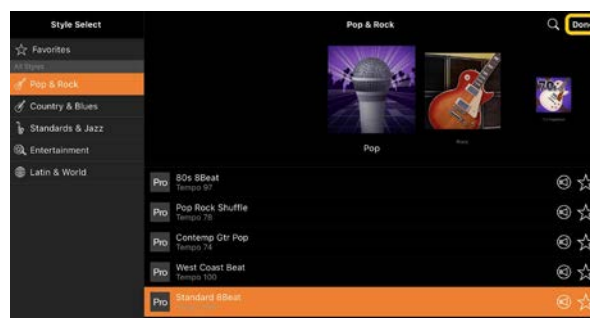 Style Select
Pop & Rock
Done
Favorites
All Styles
Pop & Rock
Country & Blues
Standards & Jazz
Entertainment
Latin & World
70's
Pop
Rock
Pro
80s 8Beat
Tempo 97
Pro
Pop Rock Shuffle
Tempo 78
Pro
Contemp Gtr Pop
Tempo 74
Pro
West Coast Beat
Tempo 100
Pro
Standard 8Beat